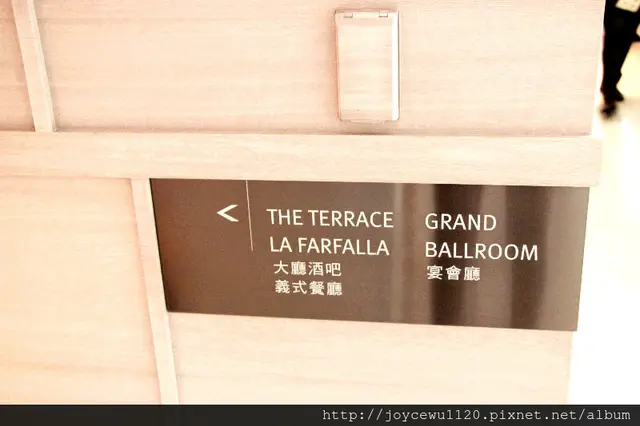 <
THE TERRACE
LA FARFALLA
大廳酒吧
義式餐廳
GRAND
BALLROOM
宴會廳
http://joycewu1120.pixnet.net/album